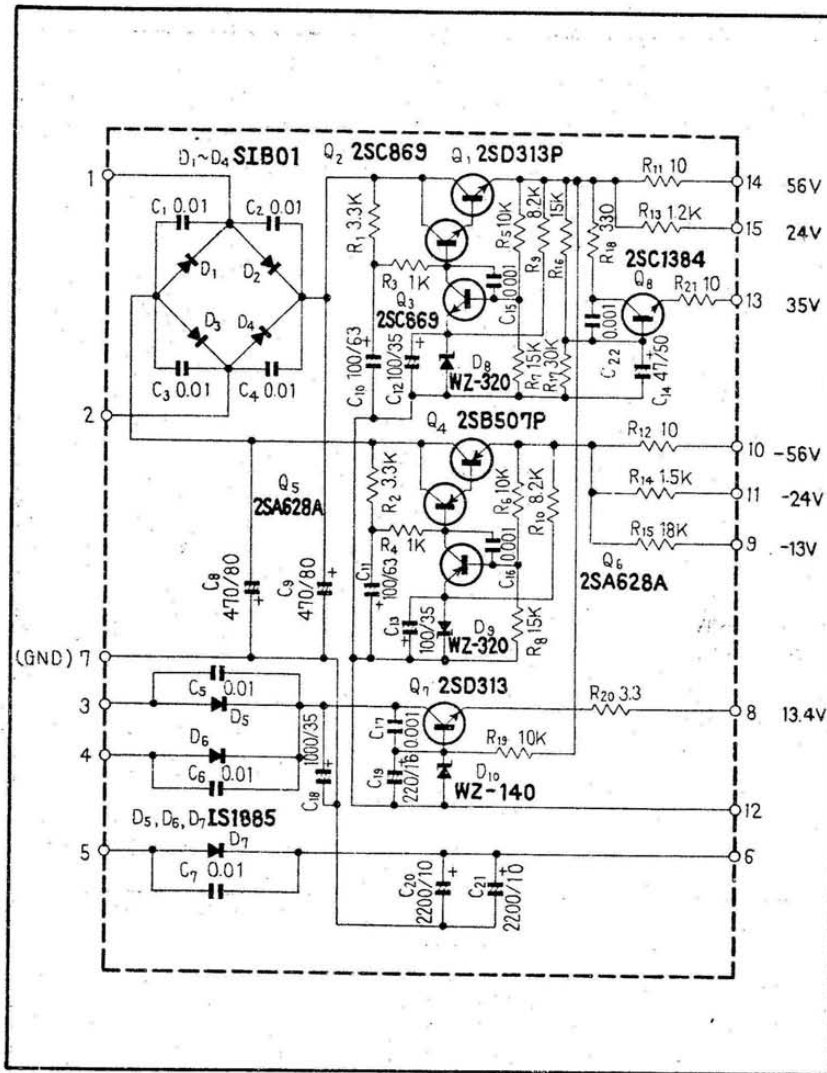 D₁~D₄ SIB01
Q₂ 2SC869
Q₁ 2SD313P
1
C₁ 0.01
C₂ 0.01
D₁
D₂
D₃
D₄
C₃ 0.01
C₄ 0.01
2
R₁ 3.3K
R₃ 1K
Q₃
2SC869
C₁₀ 100/63
C₁₂ 100/35
D₈
WZ-320
C₁₅ 0.001
R₅ 10K
R₉ 8.2K
R₁₆ 15K
R₇ 15K
R₁₇ 30K
R₁₈ 330
R₁₁ 10
14 56V
R₁₃ 1.2K
15 24V
2SC1384
Q₈
R₂₁ 10
13 35V
0.001
C₂₂
C₁₄ 47/50
Q₄
2SB507P
R₁₂ 10
10 -56V
R₁₄ 1.5K
11 -24V
R₁₅ 18K
9 -13V
Q₅
2SA628A
R₂ 3.3K
R₄ 1K
R₆ 10K
R₁₀ 8.2K
C₁₆ 0.001
Q₆
2SA628A
C₈
470/80
C₉
470/80
C₁₁
100/63
C₁₃
100/35
D₉
WZ-320
R₈ 15K
(GND) 7
C₅ 0.01
3
D₅
Q₇ 2SD313
R₂₀ 3.3
8 13.4V
4
D₆
C₆ 0.01
1000/35
C₁₈
C₁₇
0.001
C₁₉
220/16
R₁₉ 10K
D₁₀
WZ-140
12
D₅, D₆, D₇ IS1885
5
D₇
C₇ 0.01
6
C₂₀
2200/10
C₂₁
2200/10